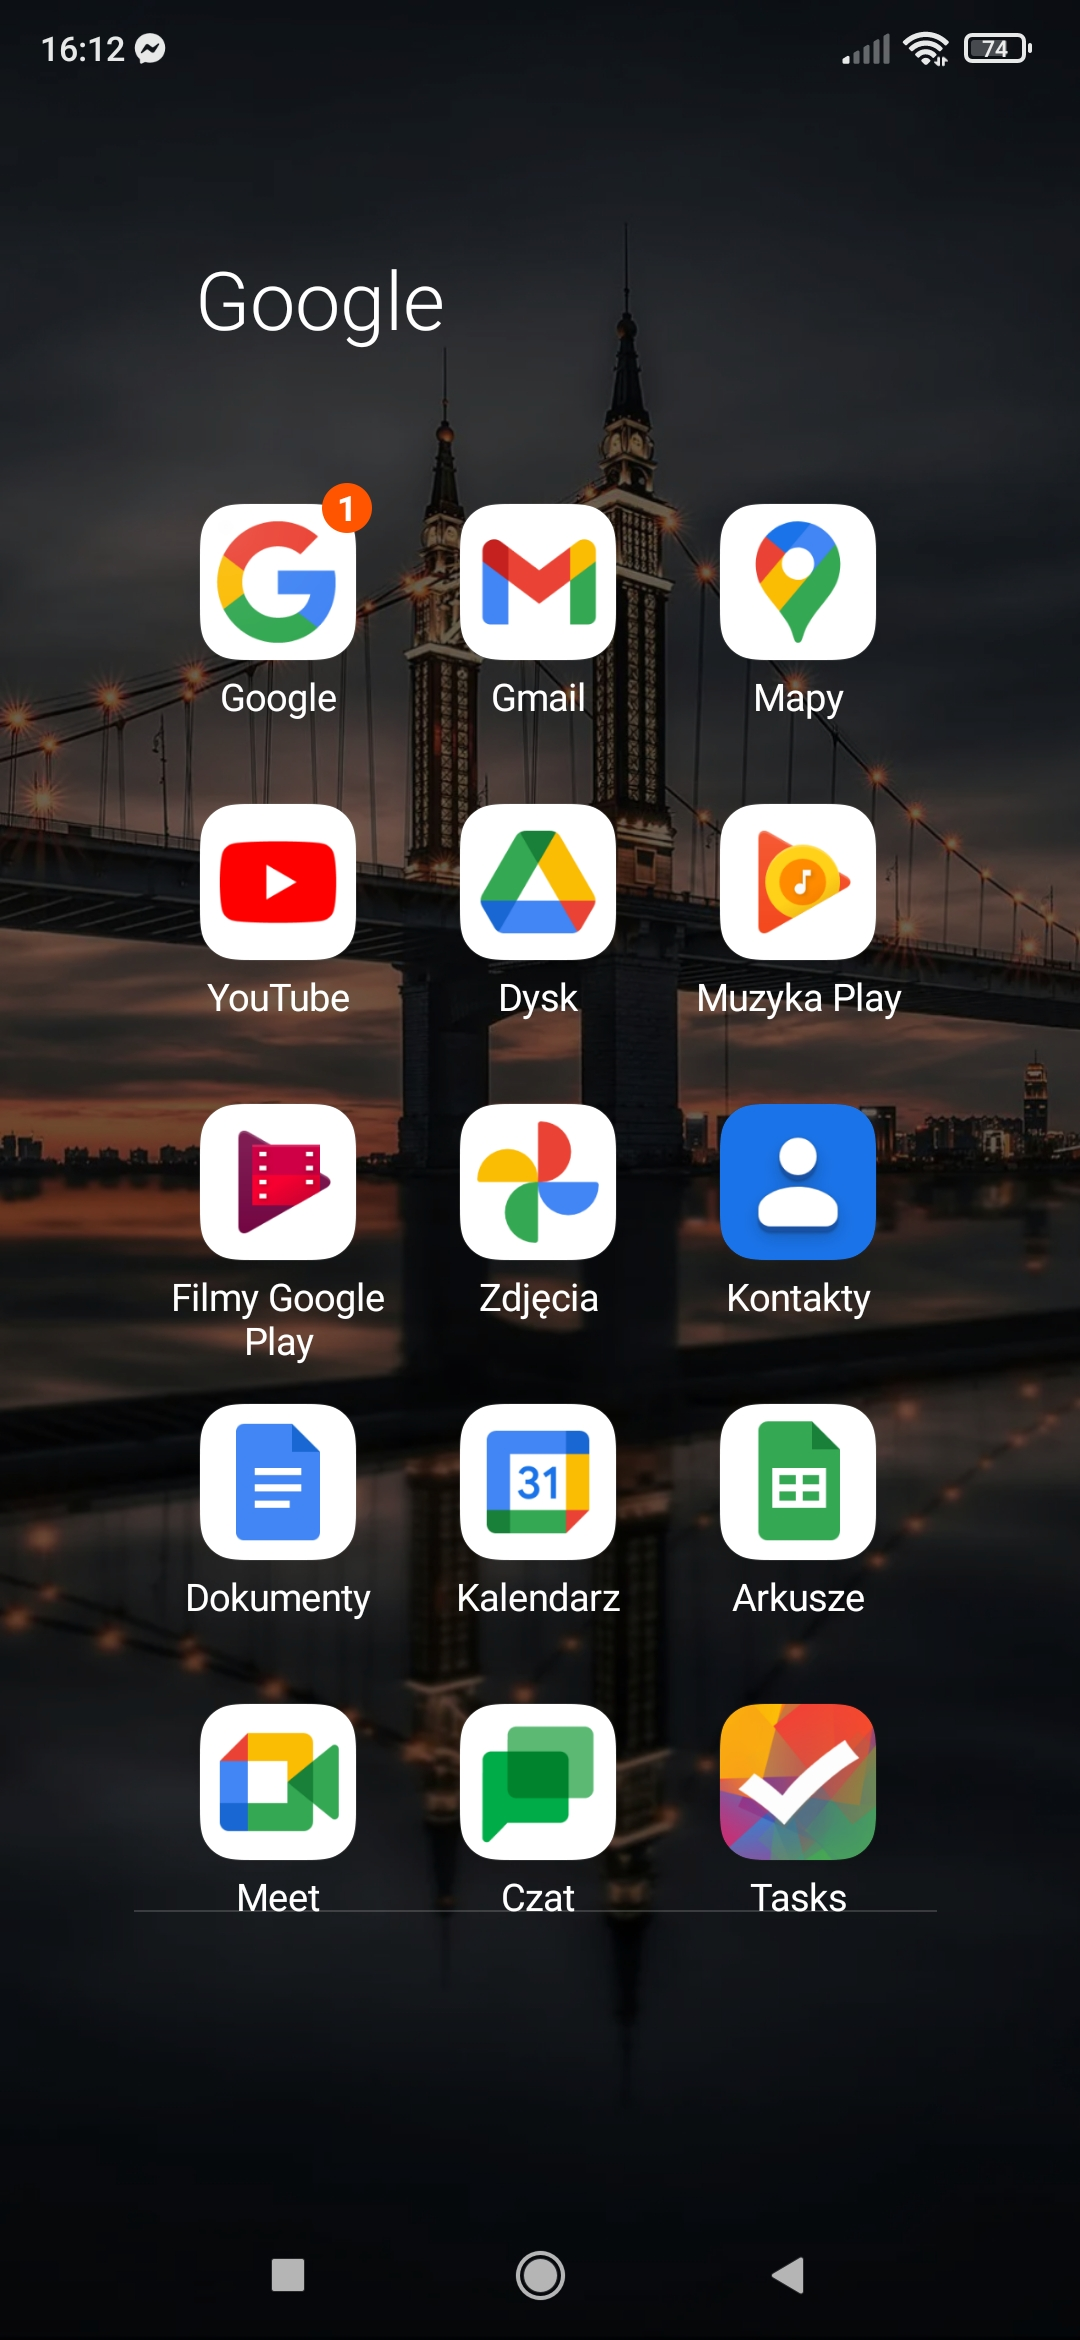 16:12
74
Google
1
Google Gmail Mapy
YouTube Dysk Muzyka Play
Filmy Google Play Zdjęcia Kontakty
31
Dokumenty Kalendarz Arkusze
Meet Czat Tasks